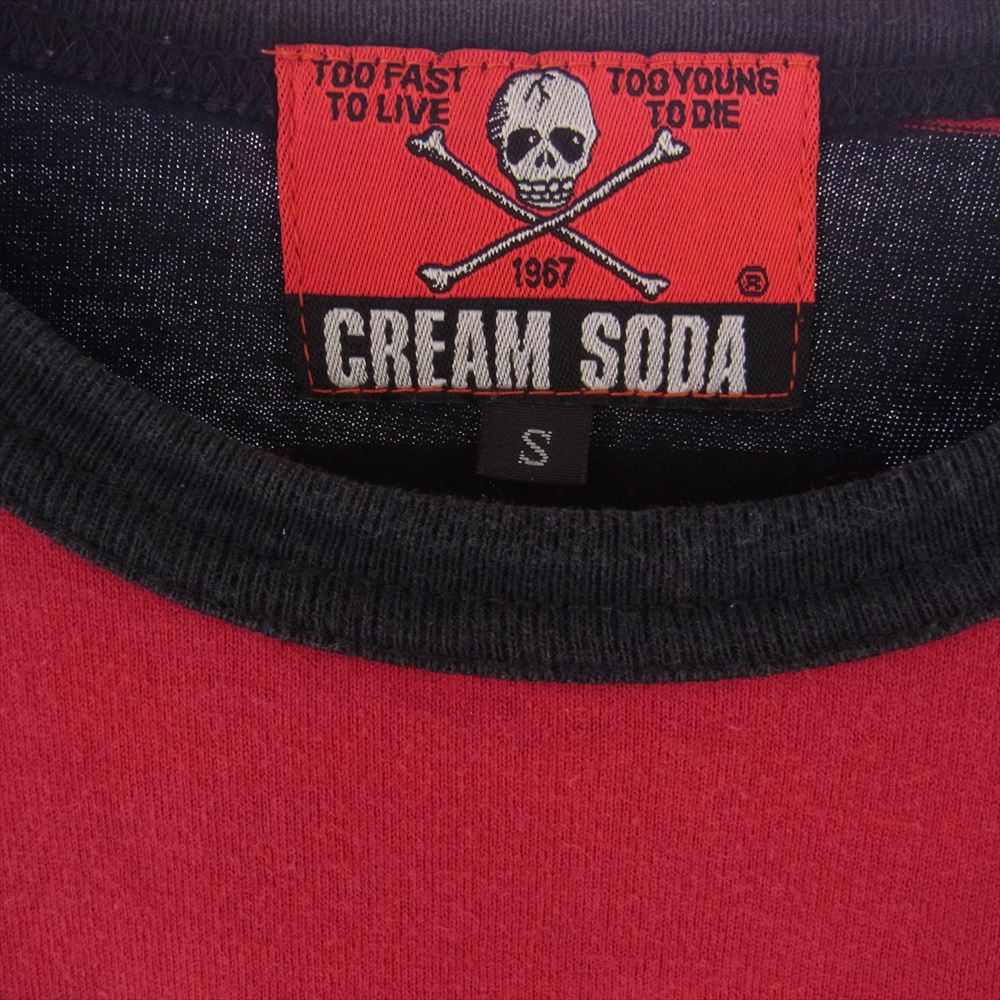 TOO FAST
TO LIVE
TOO YOUNG
TO DIE
1967
®
CREAM SODA
S